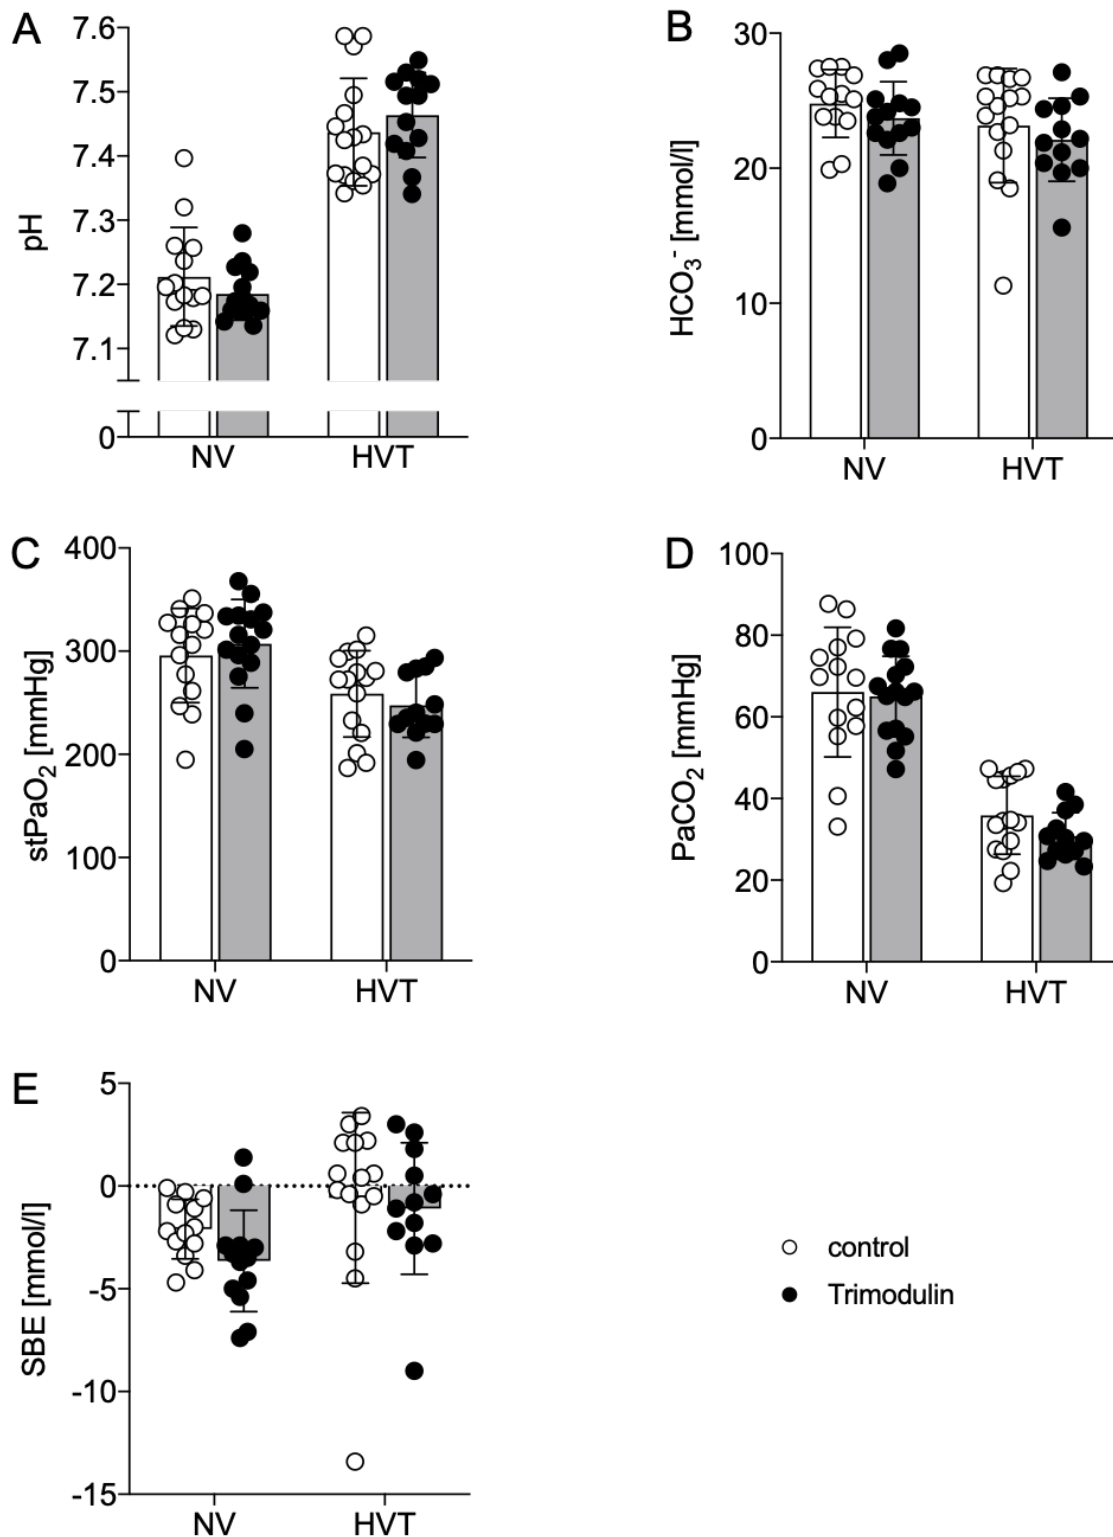 A
pH
7.6
7.5
7.4
7.3
7.2
7.1
0
NV HVT
B
HCO3- [mmol/l]
30
20
10
0
NV HVT
C
stPaO2 [mmHg]
400
300
200
100
0
NV HVT
D
PaCO2 [mmHg]
100
80
60
40
20
0
NV HVT
E
SBE [mmol/l]
5
0
-5
-10
-15
NV HVT
control
Trimodulin